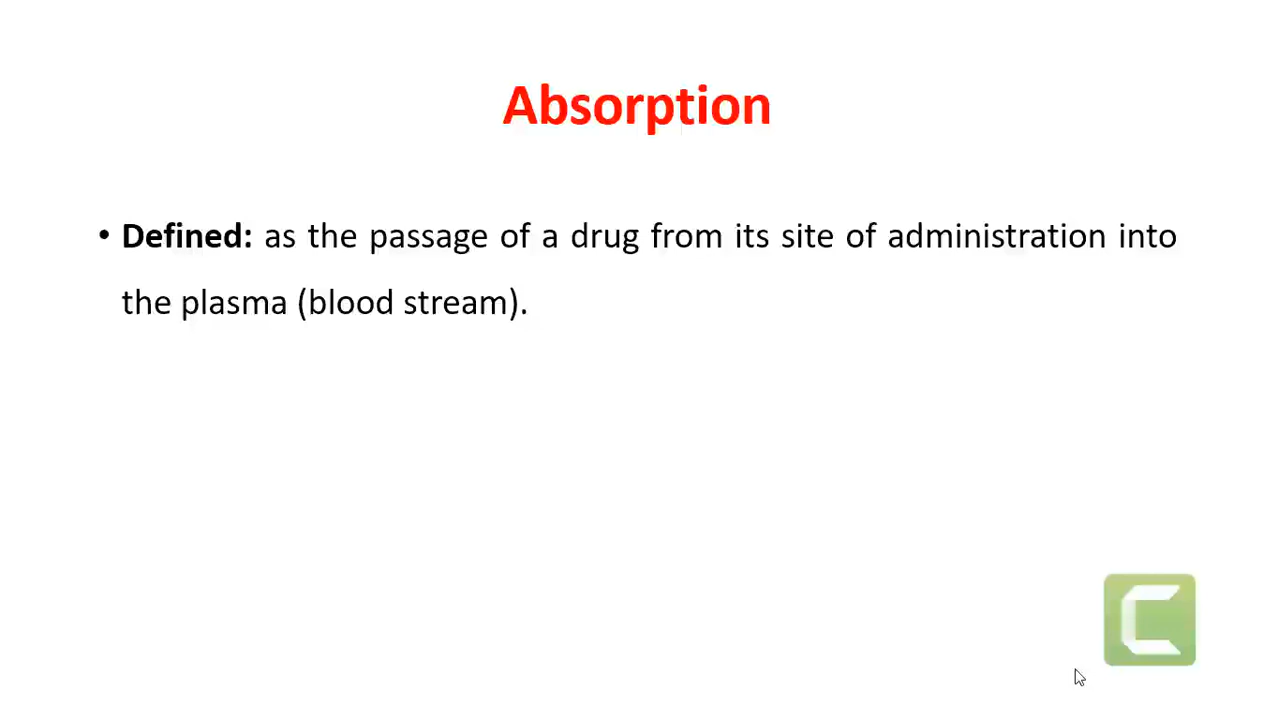 Absorption
• Defined: as the passage of a drug from its site of administration into
the plasma (blood stream).